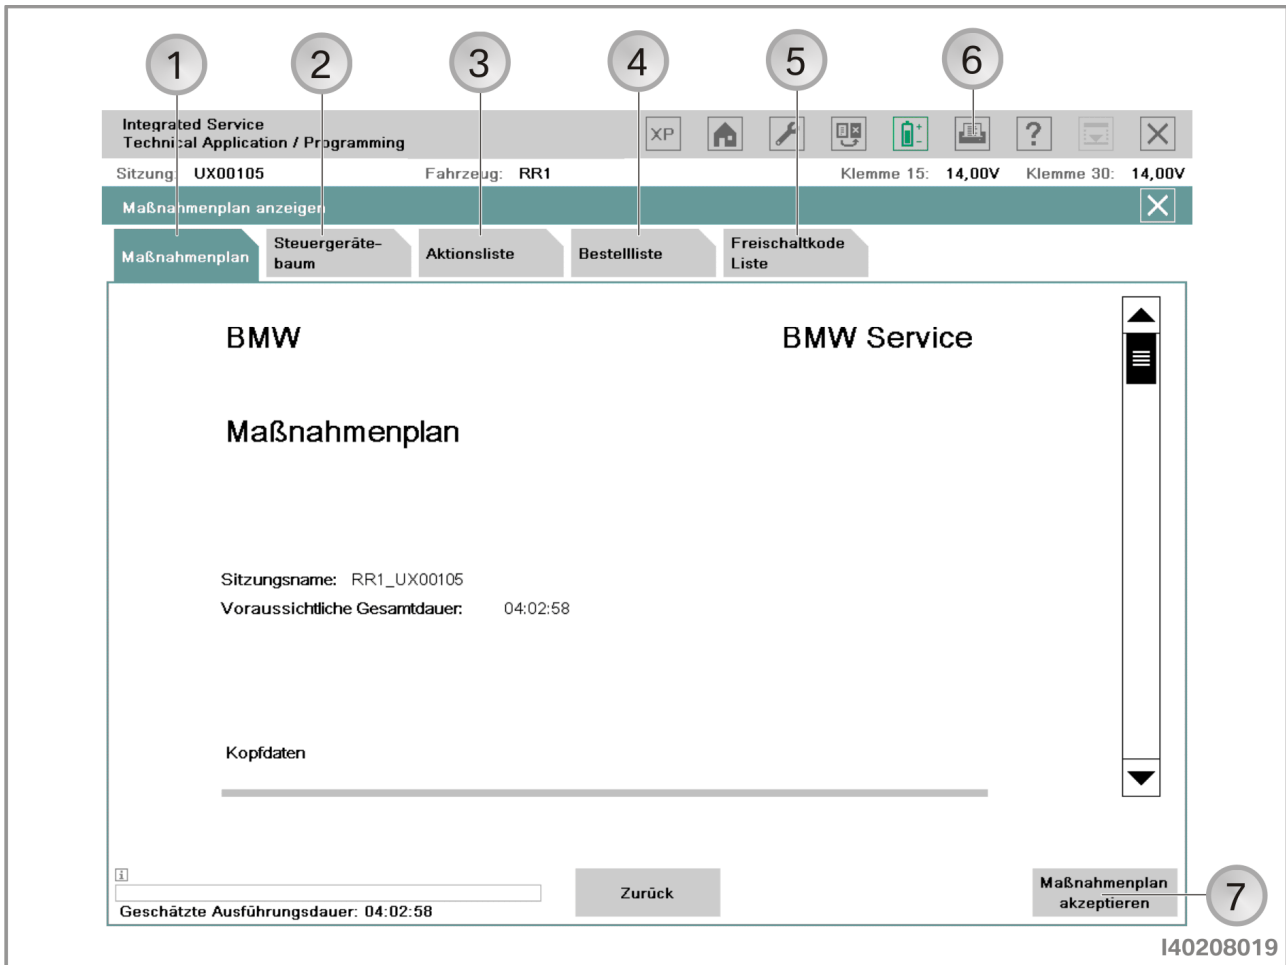 1 2 3 4 5 6
Integrated Service
Technical Application / Programming
XP
?
Sitzung: UX00105 Fahrzeug: RR1 Klemme 15: 14,00V Klemme 30: 14,00V
Maßnahmenplan anzeigen
Maßnahmenplan
Steuergeräte-
baum
Aktionsliste
Bestellliste
Freischaltkode
Liste
BMW BMW Service
Maßnahmenplan
Sitzungsname: RR1_UX00105
Voraussichtliche Gesamtdauer: 04:02:58
Kopfdaten
i
Geschätzte Ausführungsdauer: 04:02:58
Zurück
Maßnahmenplan
akzeptieren
7
I40208019